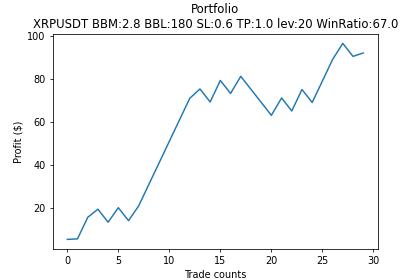 Portfolio
XRPUSDT BBM:2.8 BBL:180 SL:0.6 TP:1.0 lev:20 WinRatio:67.0
100
80
60
40
20
Profit ($)
0 5 10 15 20 25 30
Trade counts